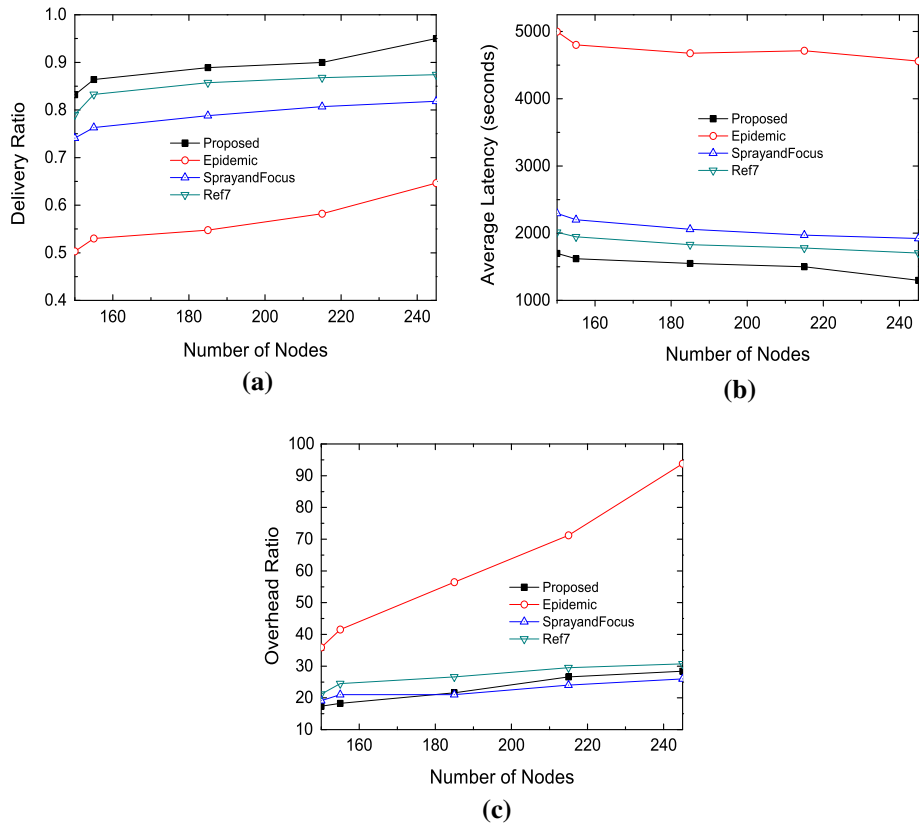 1.0
0.9
0.8
0.7
0.6
0.5
0.4
Delivery Ratio
Proposed
Epidemic
SprayandFocus
Ref7
160 180 200 220 240
Number of Nodes
(a)
5000
4000
3000
2000
1000
Average Latency (seconds)
Proposed
Epidemic
SprayandFocus
Ref7
160 180 200 220 240
Number of Nodes
(b)
100
90
80
70
60
50
40
30
20
10
Overhead Ratio
Proposed
Epidemic
SprayandFocus
Ref7
160 180 200 220 240
Number of Nodes
(c)